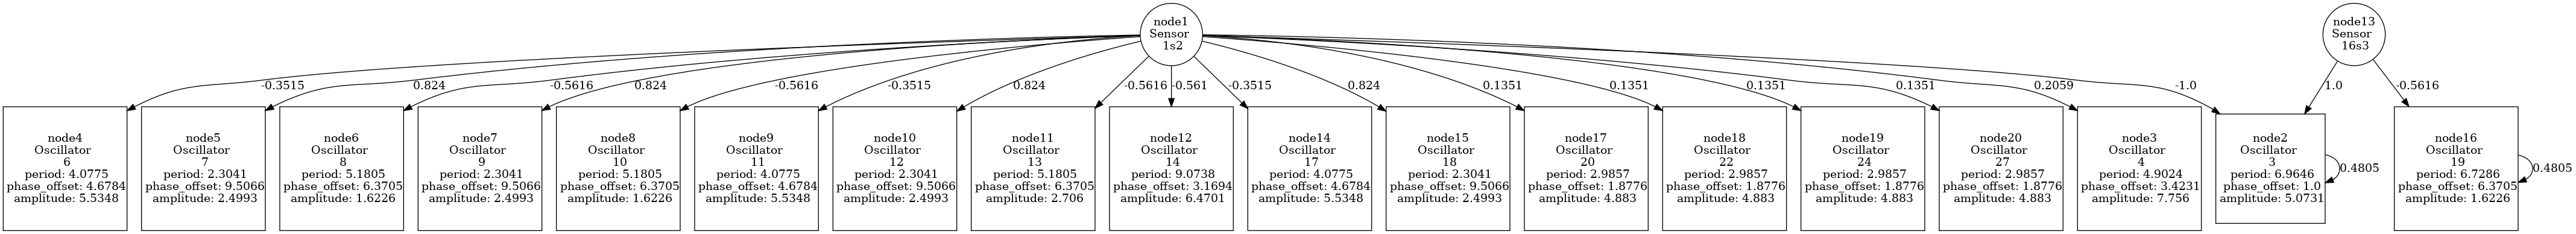 node1
Sensor
1s2
node13
Sensor
16s3
-0.3515
0.824
-0.5616
0.824
-0.5616
-0.3515
0.824
-0.5616
-0.561
-0.3515
0.824
0.1351
0.1351
0.1351
0.1351
0.2059
-1.0
1.0
-0.5616
node4
Oscillator
6
period: 4.0775
phase_offset: 4.6784
amplitude: 5.5348
node5
Oscillator
7
period: 2.3041
phase_offset: 9.5066
amplitude: 2.4993
node6
Oscillator
8
period: 5.1805
phase_offset: 6.3705
amplitude: 1.6226
node7
Oscillator
9
period: 2.3041
phase_offset: 9.5066
amplitude: 2.4993
node8
Oscillator
10
period: 5.1805
phase_offset: 6.3705
amplitude: 1.6226
node9
Oscillator
11
period: 4.0775
phase_offset: 4.6784
amplitude: 5.5348
node10
Oscillator
12
period: 2.3041
phase_offset: 9.5066
amplitude: 2.4993
node11
Oscillator
13
period: 5.1805
phase_offset: 6.3705
amplitude: 2.706
node12
Oscillator
14
period: 9.0738
phase_offset: 3.1694
amplitude: 6.4701
node14
Oscillator
17
period: 4.0775
phase_offset: 4.6784
amplitude: 5.5348
node15
Oscillator
18
period: 2.3041
phase_offset: 9.5066
amplitude: 2.4993
node17
Oscillator
20
period: 2.9857
phase_offset: 1.8776
amplitude: 4.883
node18
Oscillator
22
period: 2.9857
phase_offset: 1.8776
amplitude: 4.883
node19
Oscillator
24
period: 2.9857
phase_offset: 1.8776
amplitude: 4.883
node20
Oscillator
27
period: 2.9857
phase_offset: 1.8776
amplitude: 4.883
node3
Oscillator
4
period: 4.9024
phase_offset: 3.4231
amplitude: 7.756
node2
Oscillator
3
period: 6.9646
phase_offset: 1.0
amplitude: 5.0731
0.4805
node16
Oscillator
19
period: 6.7286
phase_offset: 6.3705
amplitude: 1.6226
0.4805